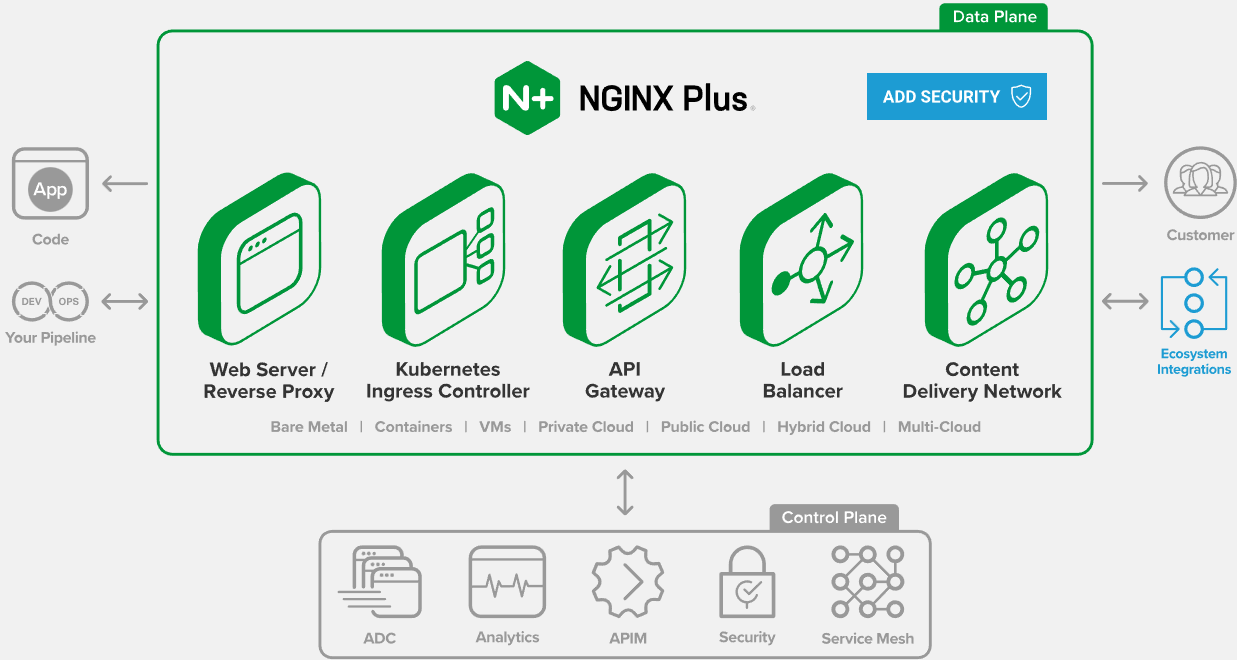 Data Plane
N+ NGINX Plus
ADD SECURITY
App
Code
DEV OPS
Your Pipeline
Customer
Ecosystem
Integrations
Web Server /
Reverse Proxy
Kubernetes
Ingress Controller
API
Gateway
Load
Balancer
Content
Delivery Network
Bare Metal | Containers | VMs | Private Cloud | Public Cloud | Hybrid Cloud | Multi-Cloud
Control Plane
ADC
Analytics
APIM
Security
Service Mesh